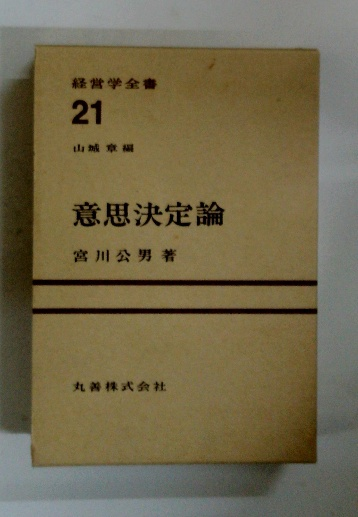 経営学全書
21
山城章編
意思決定論
宮川公男著
丸善株式会社